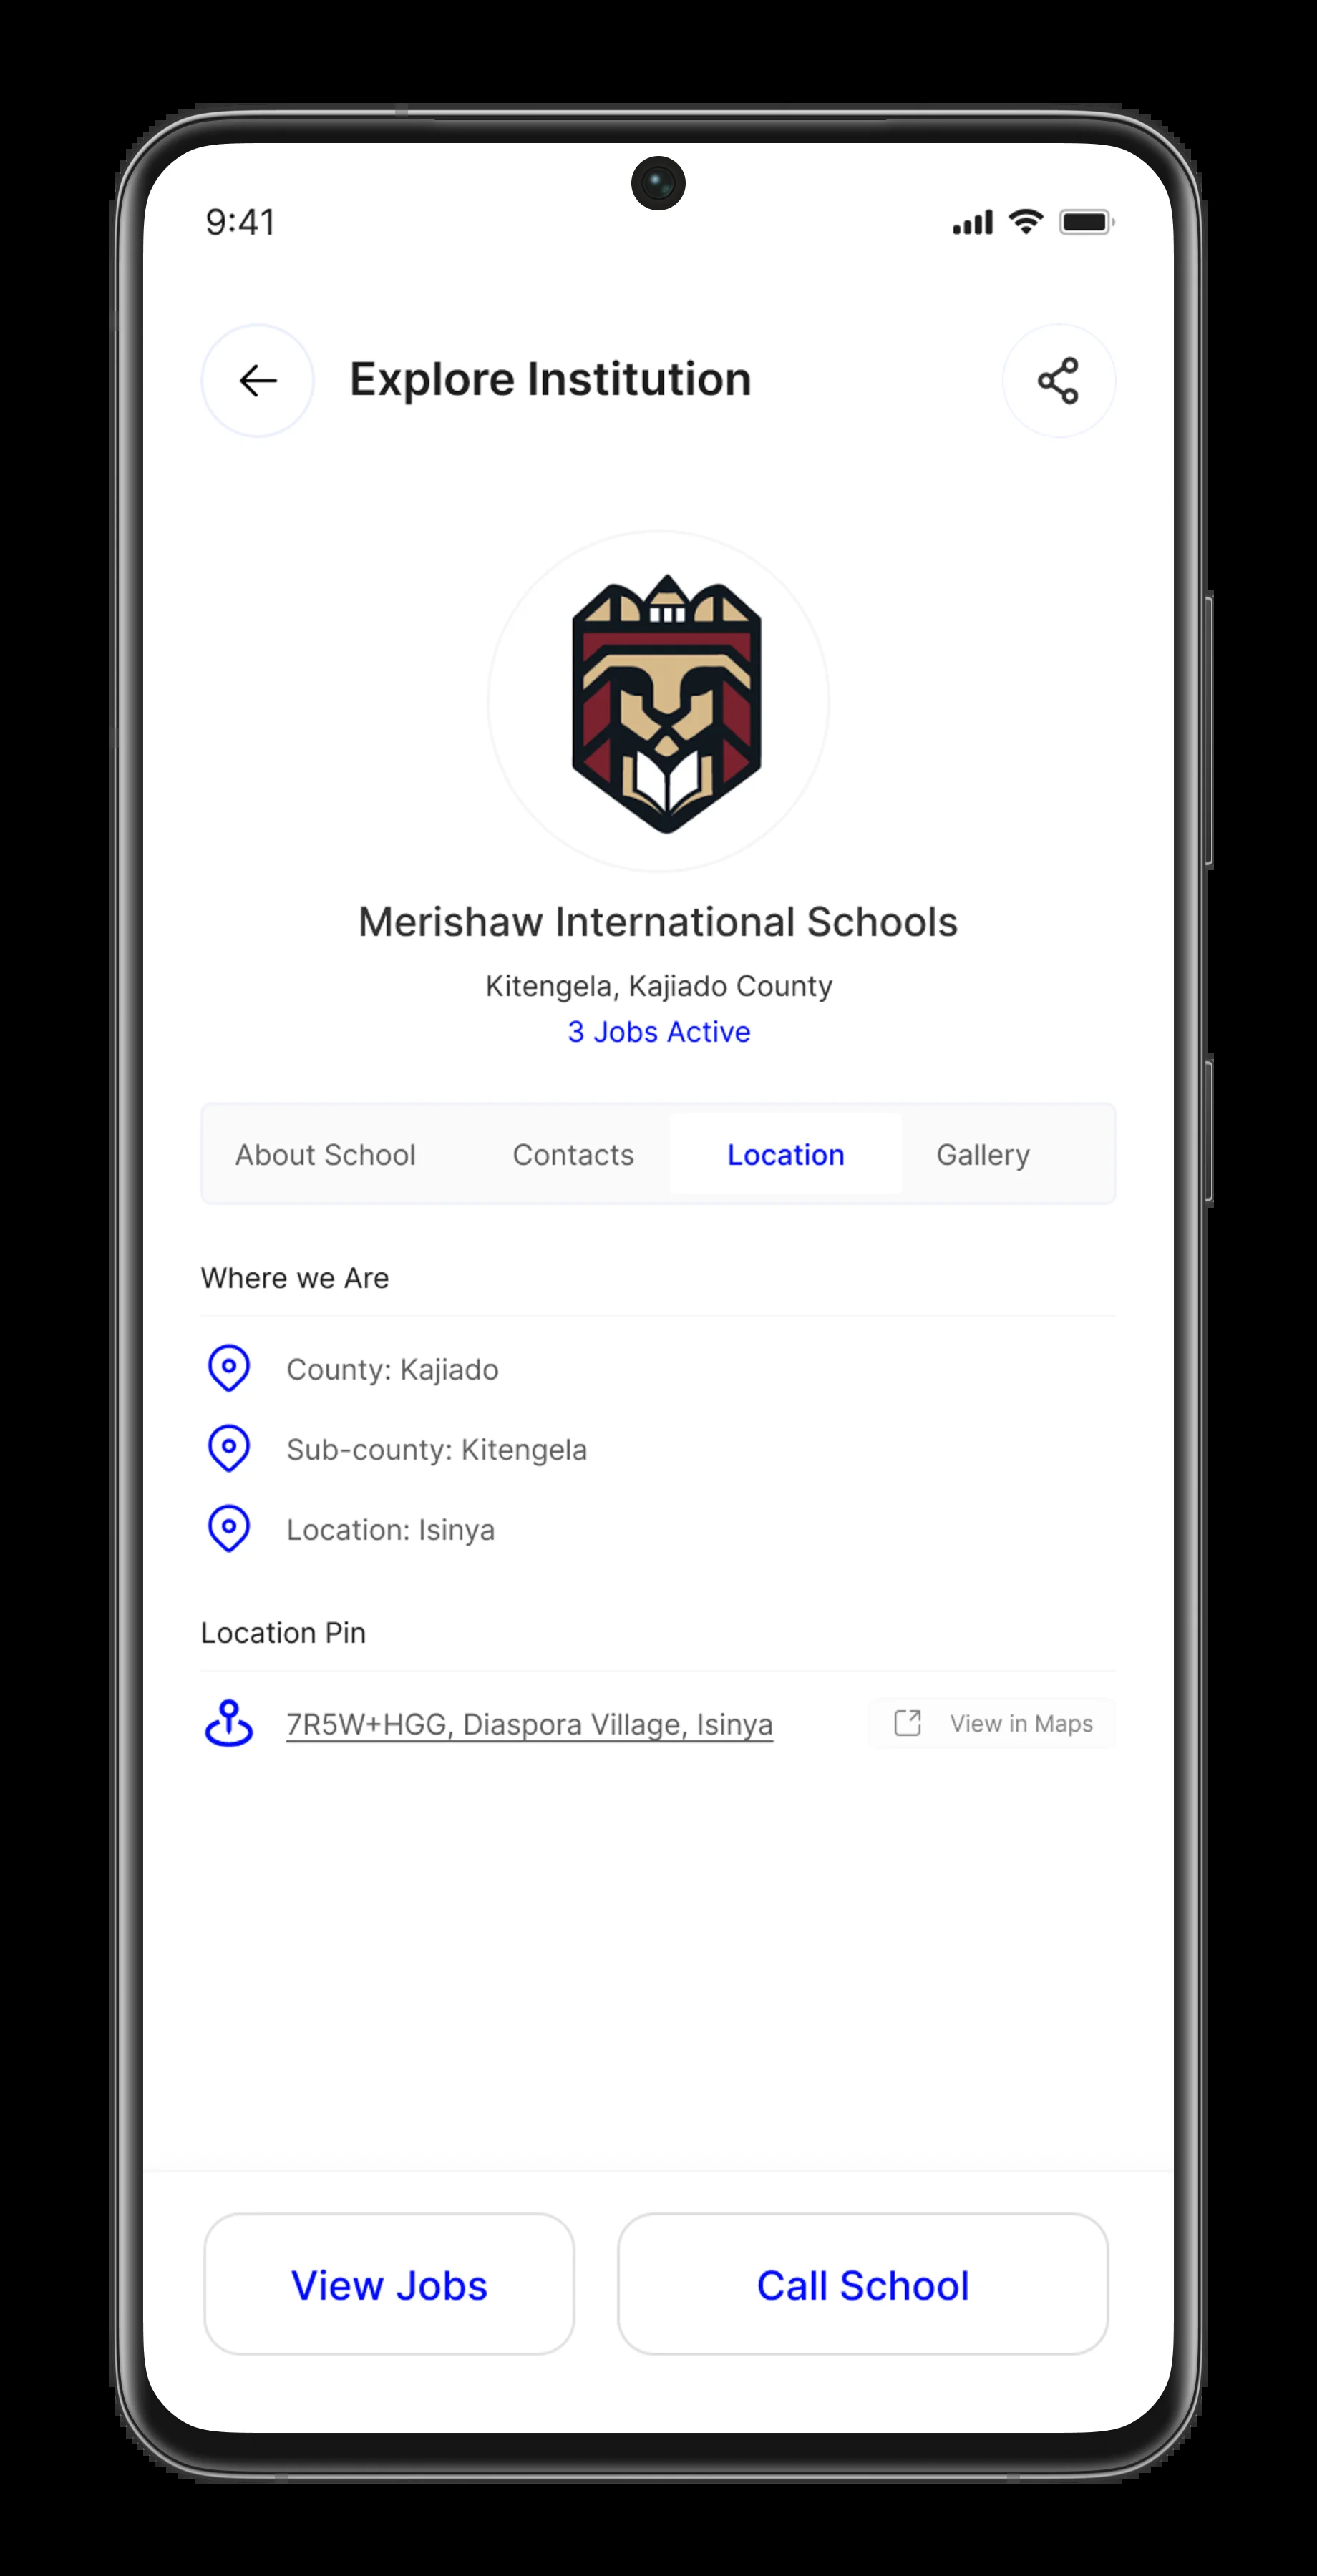 9:41
Explore Institution
Merishaw International Schools
Kitengela, Kajiado County
3 Jobs Active
About School Contacts Location Gallery
Where we Are
County: Kajiado
Sub-county: Kitengela
Location: Isinya
Location Pin
7R5W+HGG, Diaspora Village, Isinya View in Maps
View Jobs Call School